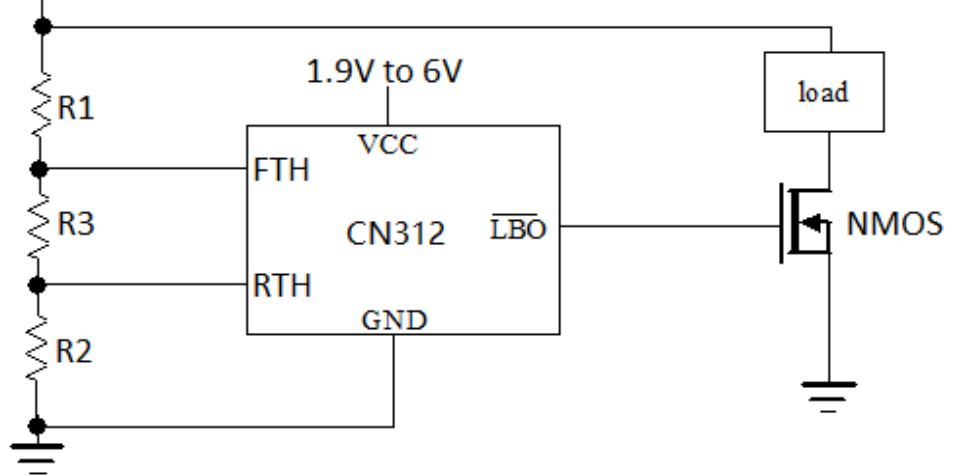 1.9V to 6V
load
R1
VCC
FTH
R3
CN312
LBO
NMOS
RTH
GND
R2